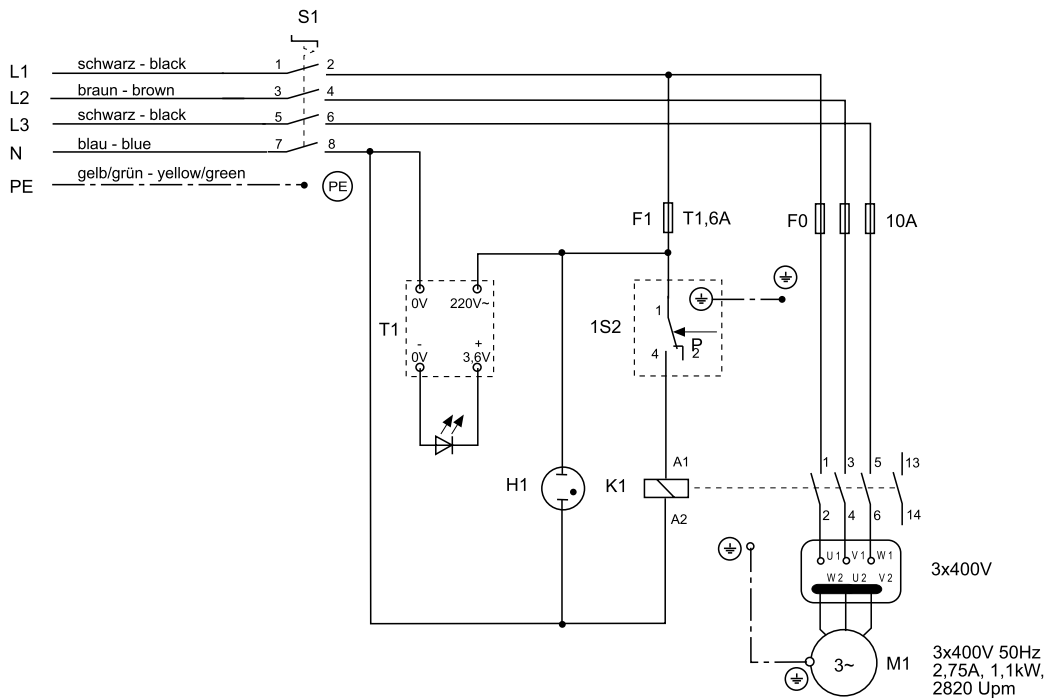 S1
L1 schwarz - black 1 2
L2 braun - brown 3 4
L3 schwarz - black 5 6
N blau - blue 7 8
PE gelb/grün - yellow/green PE
F1 T1,6A F0 10A
0V 220V~
T1
- +
0V 3,6V
1S2
1
P
4 2
H1 K1
A1
A2
1 3 5 13
2 4 6 14
U1 V1 W1
W2 U2 V2
3x400V
3~ M1
3x400V 50Hz
2,75A, 1,1kW,
2820 Upm